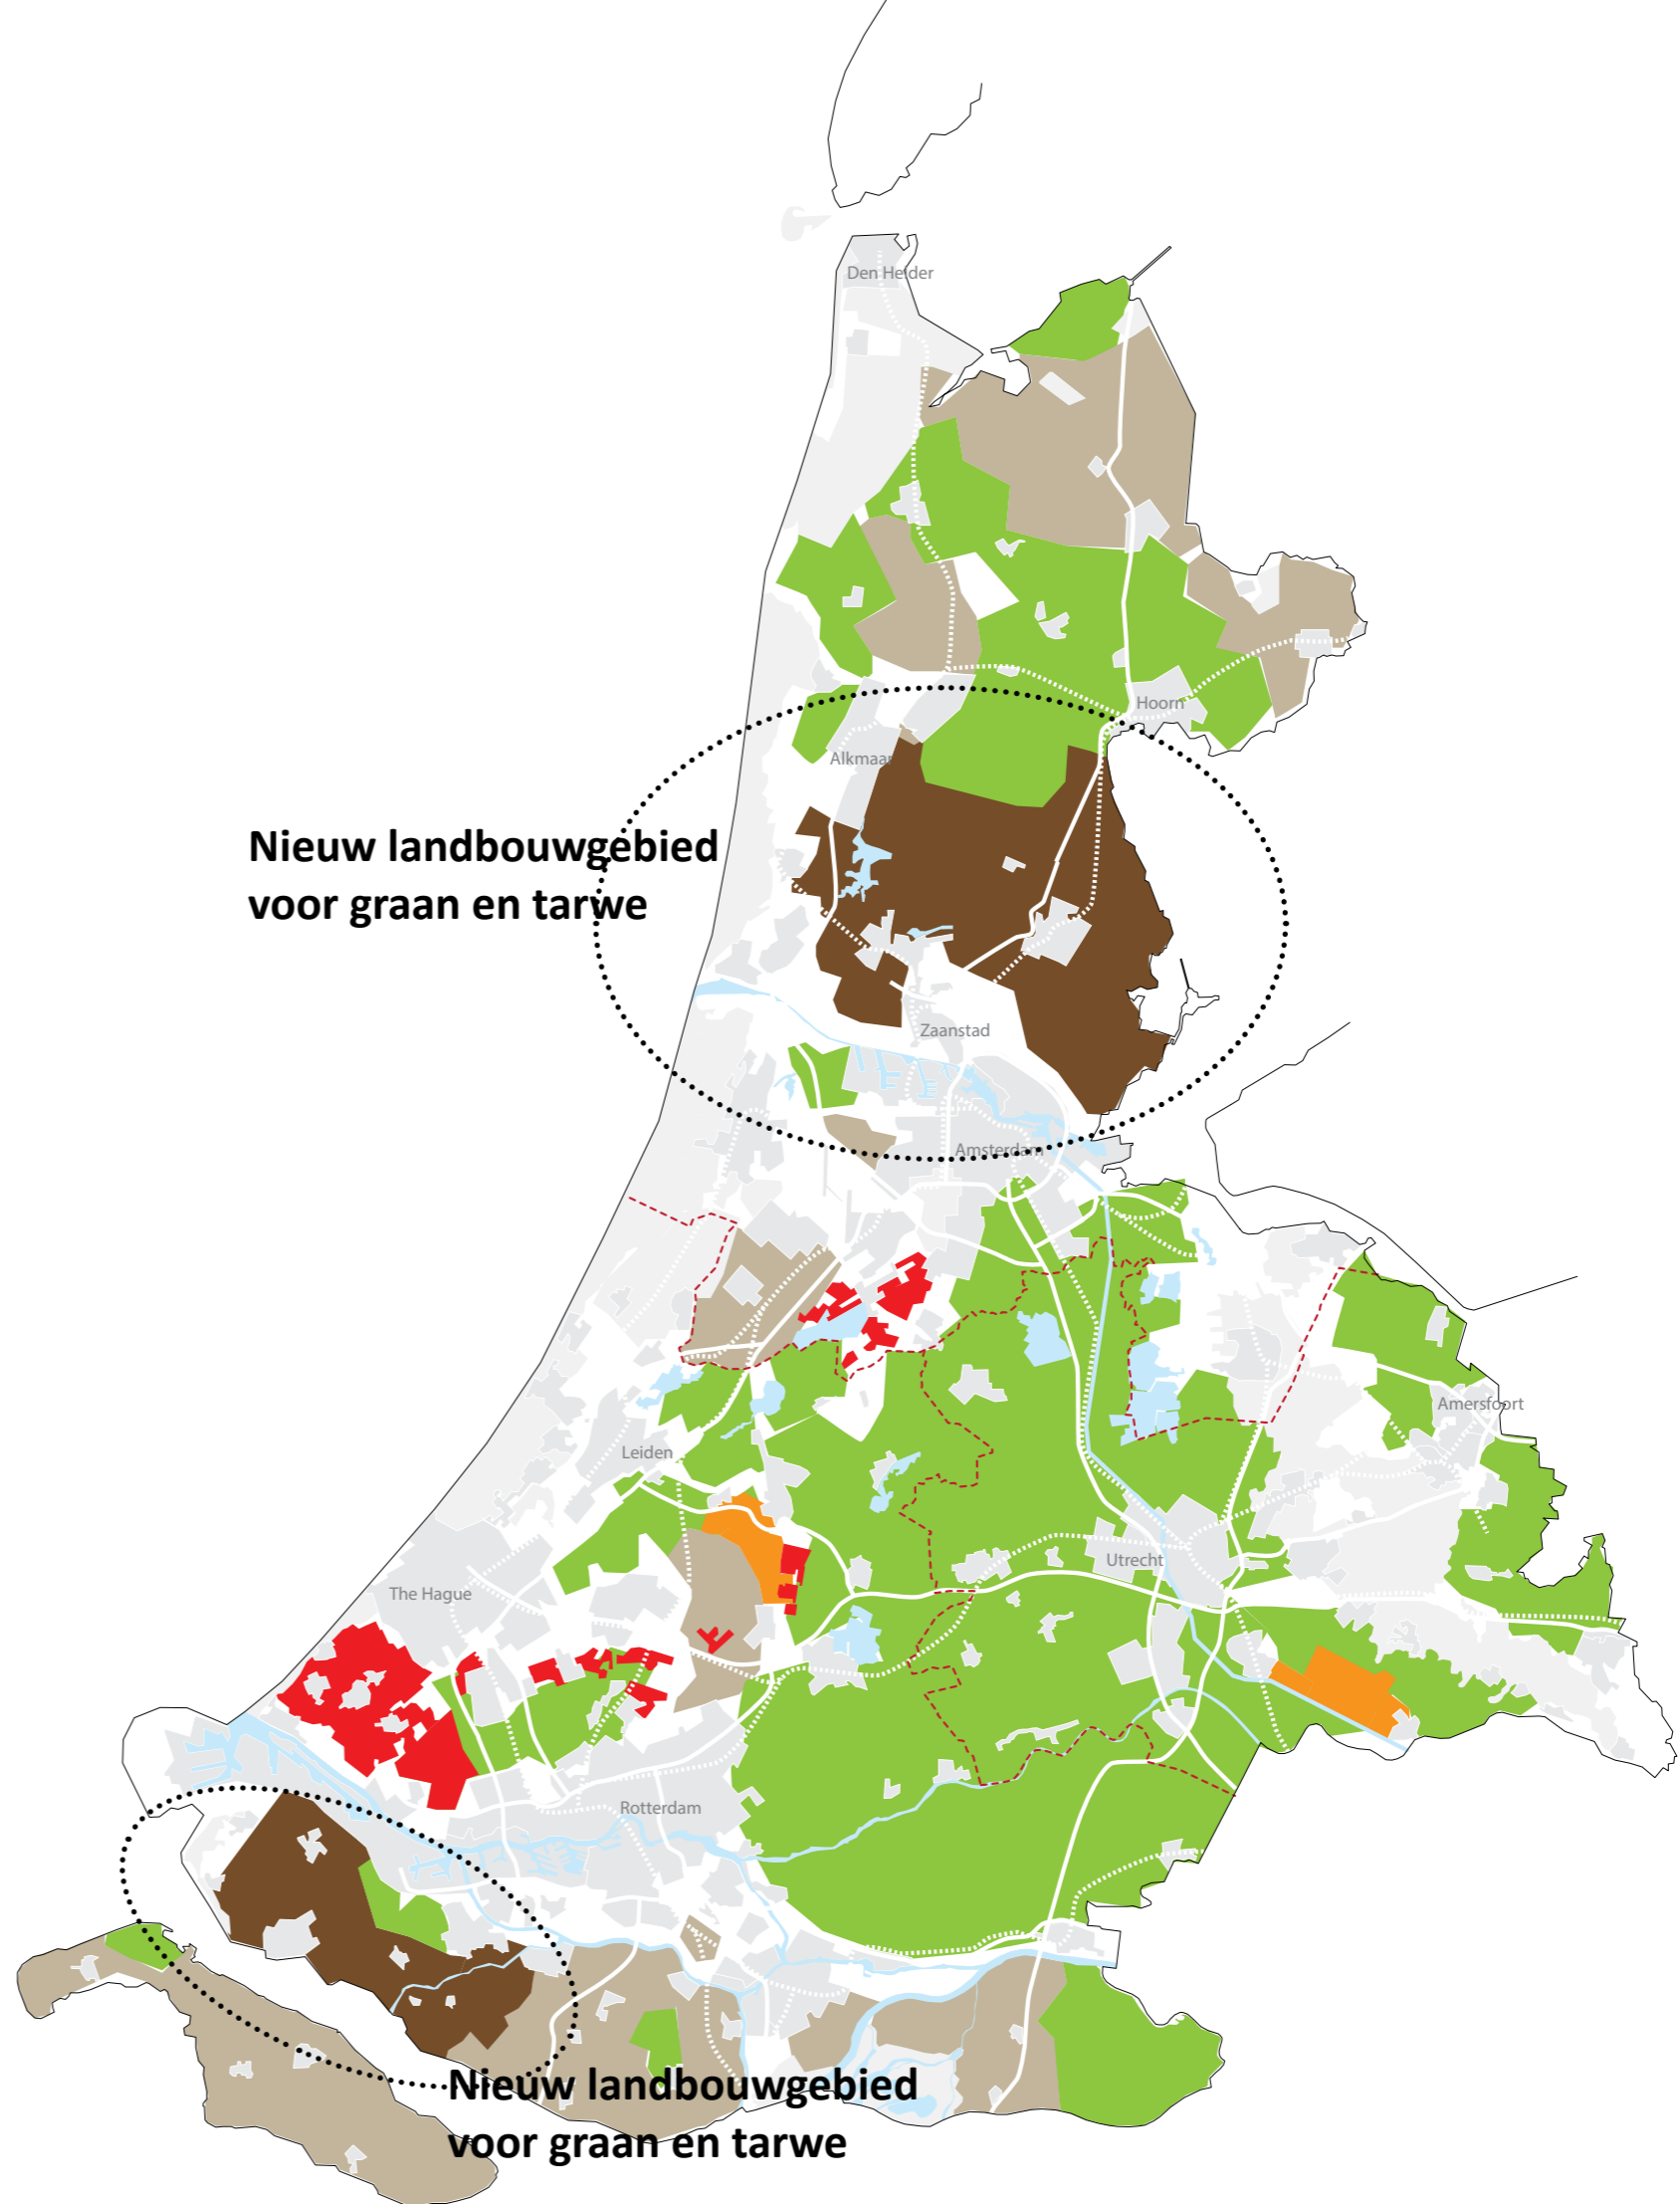 Den Helder
Hoorn
Alkmaar
Nieuw landbouwgebied
voor graan en tarwe
Zaanstad
Amsterdam
Amersfoort
Leiden
Utrecht
The Hague
Rotterdam
Nieuw landbouwgebied
voor graan en tarwe